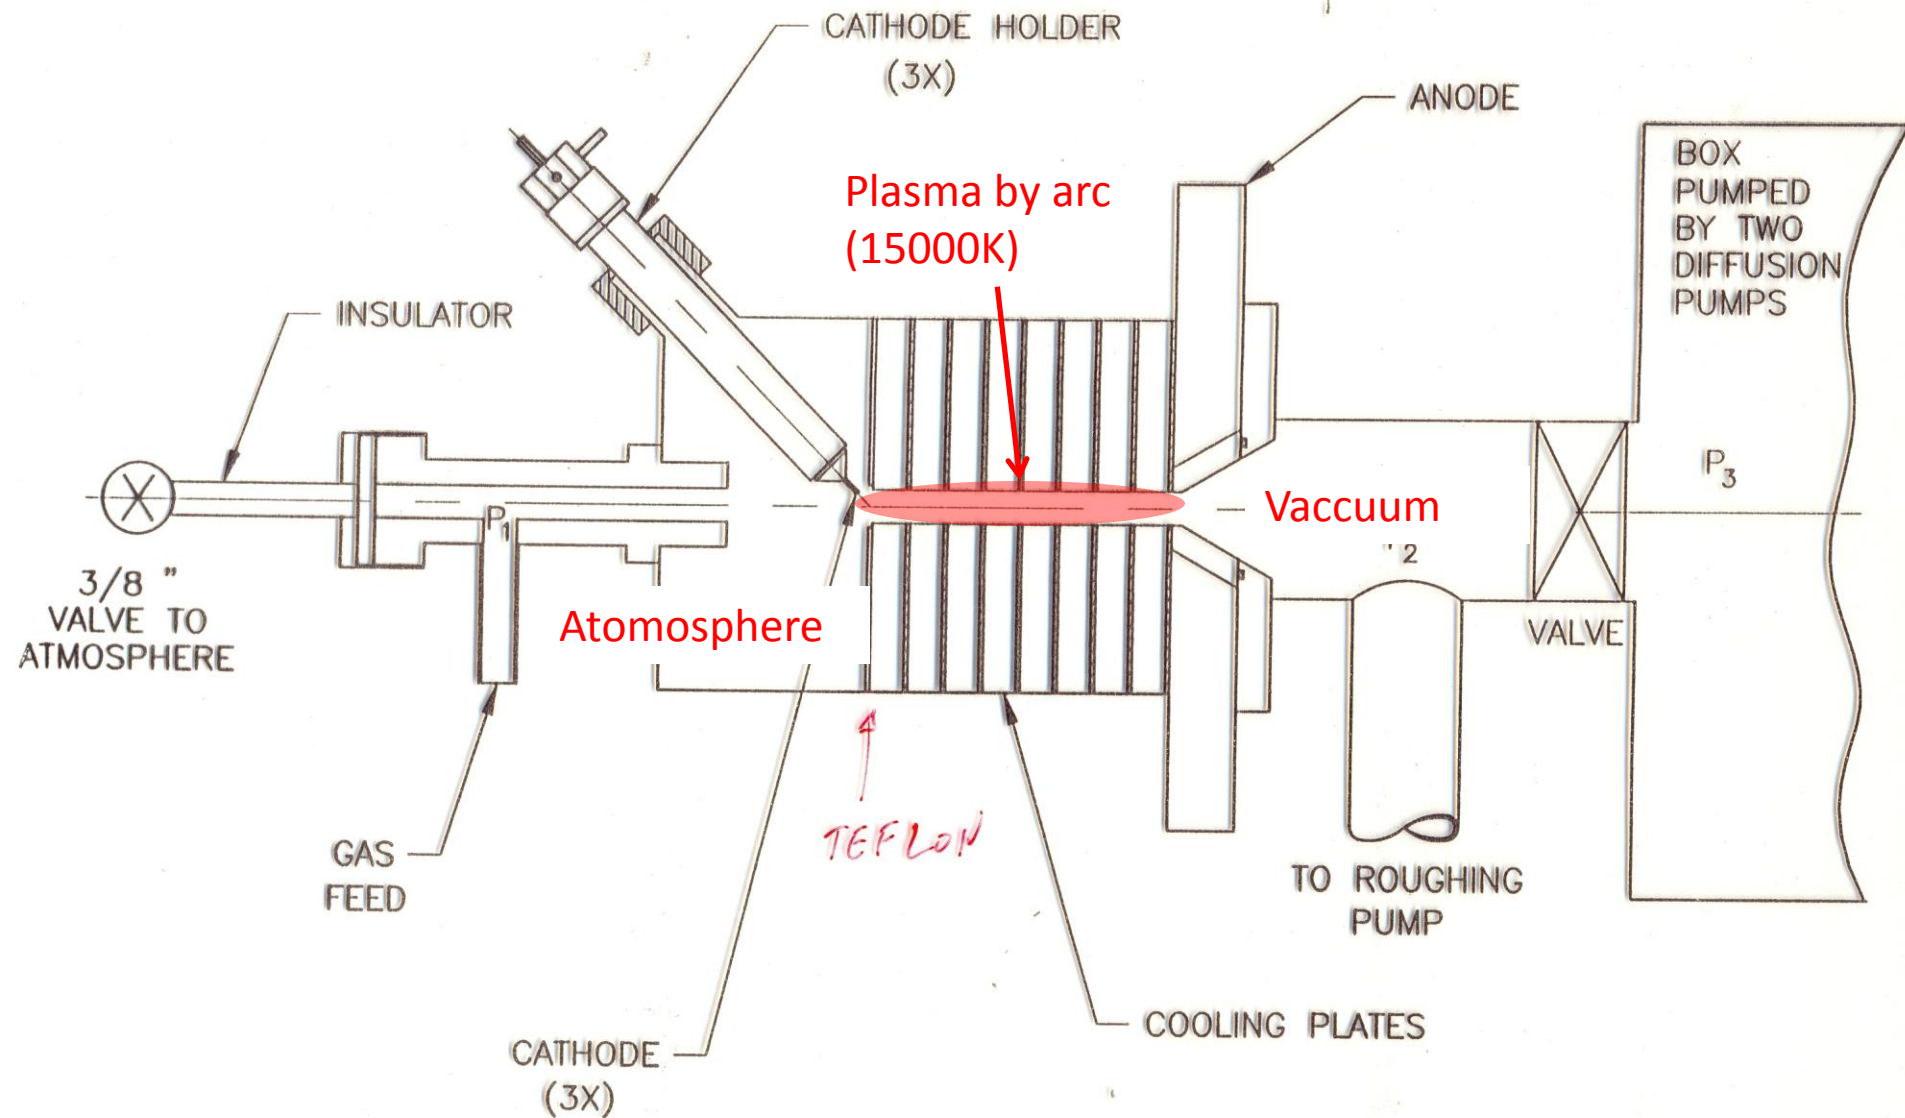 CATHODE HOLDER
(3X)
ANODE
BOX
PUMPED
BY TWO
DIFFUSION
PUMPS
Plasma by arc
(15000K)
INSULATOR
P3
P1
Vaccuum
2
3/8 "
VALVE TO
ATMOSPHERE
Atomosphere
VALVE
TEFLON
GAS
FEED
TO ROUGHING
PUMP
COOLING PLATES
CATHODE
(3X)